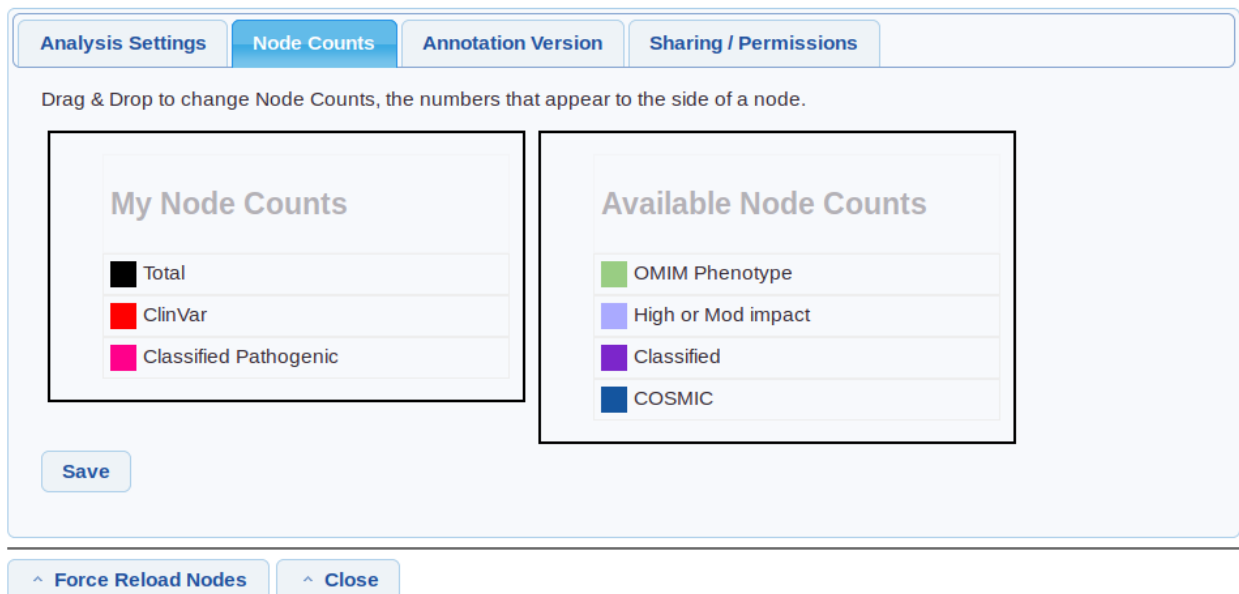 Analysis Settings Node Counts Annotation Version Sharing / Permissions
Drag & Drop to change Node Counts, the numbers that appear to the side of a node.
My Node Counts
Total
ClinVar
Classified Pathogenic
Available Node Counts
OMIM Phenotype
High or Mod impact
Classified
COSMIC
Save
^ Force Reload Nodes ^ Close